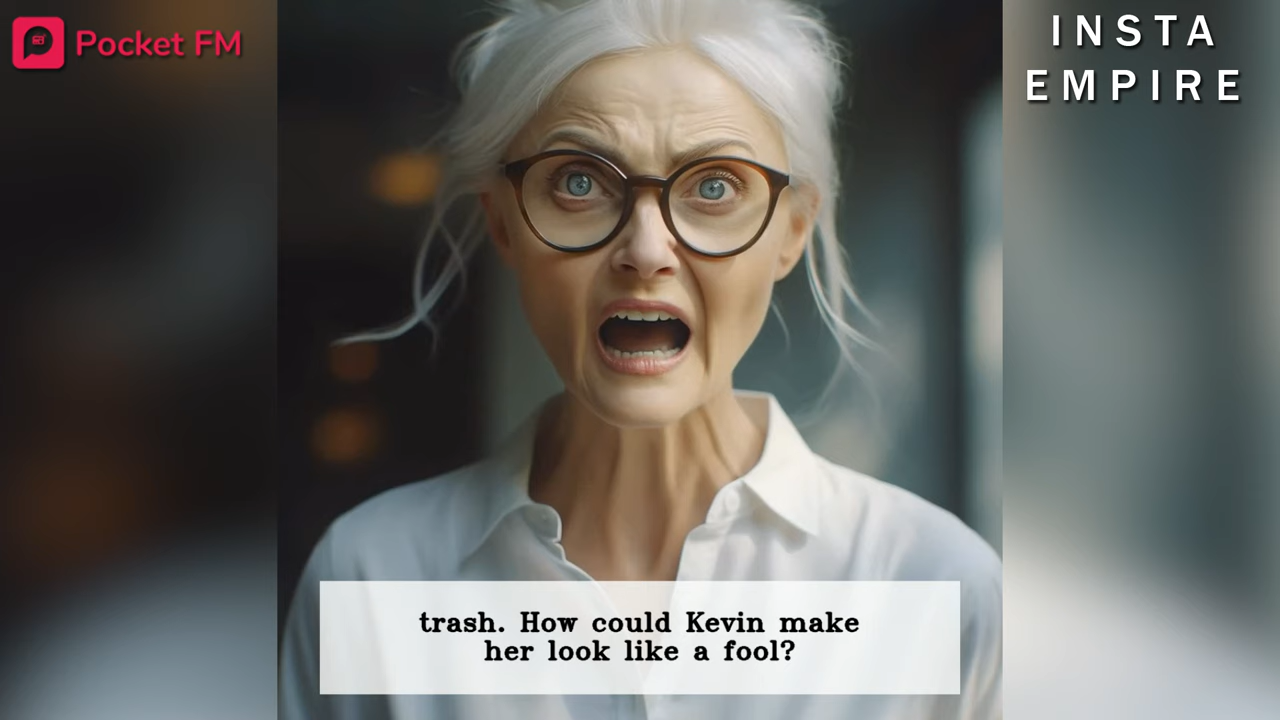 Pocket FM
INSTA
EMPIRE
trash. How could Kevin make
her look like a fool?